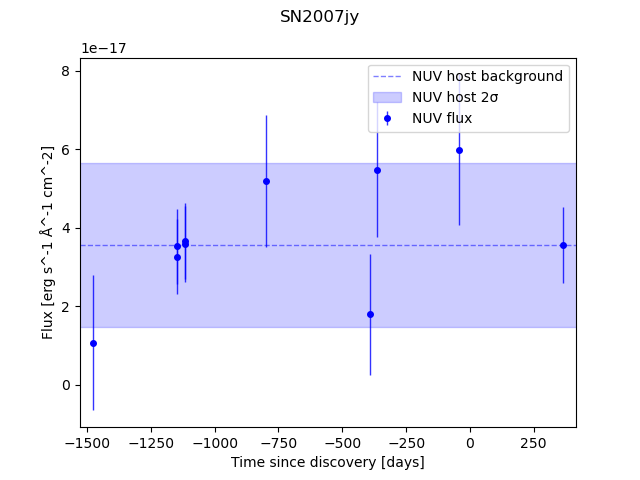 SN2007jy
1e−17
NUV host background
NUV host 2σ
NUV flux
8
6
4
2
0
Flux [erg s^-1 Å^-1 cm^-2]
−1500 −1250 −1000 −750 −500 −250 0 250
Time since discovery [days]